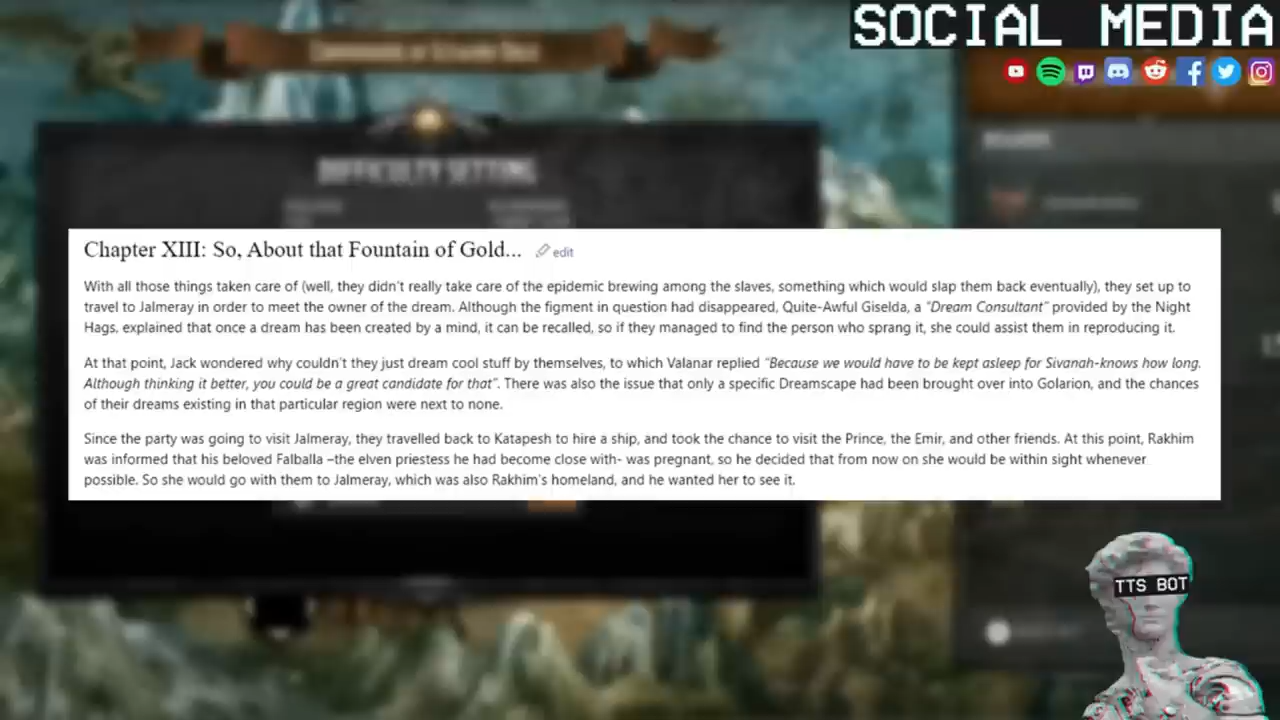 SOCIAL MEDIA
DIFFICULTY SETTING
Chapter XIII: So, About that Fountain of Gold... edit
With all those things taken care of (well, they didn't really take care of the epidemic brewing among the slaves, something which would slap them back eventually), they set up to
travel to Jalmeray in order to meet the owner of the dream. Although the figment in question had disappeared, Quite-Awful Giselda, a "Dream Consultant" provided by the Night
Hags, explained that once a dream has been created by a mind, it can be recalled, so if they managed to find the person who sprang it, she could assist them in reproducing it.
At that point, Jack wondered why couldn't they just dream cool stuff by themselves, to which Valanar replied "Because we would have to be kept asleep for Sivanah-knows how long.
Although thinking it better, you could be a great candidate for that". There was also the issue that only a specific Dreamscape had been brought over into Golarion, and the chances
of their dreams existing in that particular region were next to none.
Since the party was going to visit Jalmeray, they travelled back to Katapesh to hire a ship, and took the chance to visit the Prince, the Emir, and other friends. At this point, Rakhim
was informed that his beloved Falballa –the elven priestess he had become close with- was pregnant, so he decided that from now on she would be within sight whenever
possible. So she would go with them to Jalmeray, which was also Rakhim's homeland, and he wanted her to see it.
TTS BOT